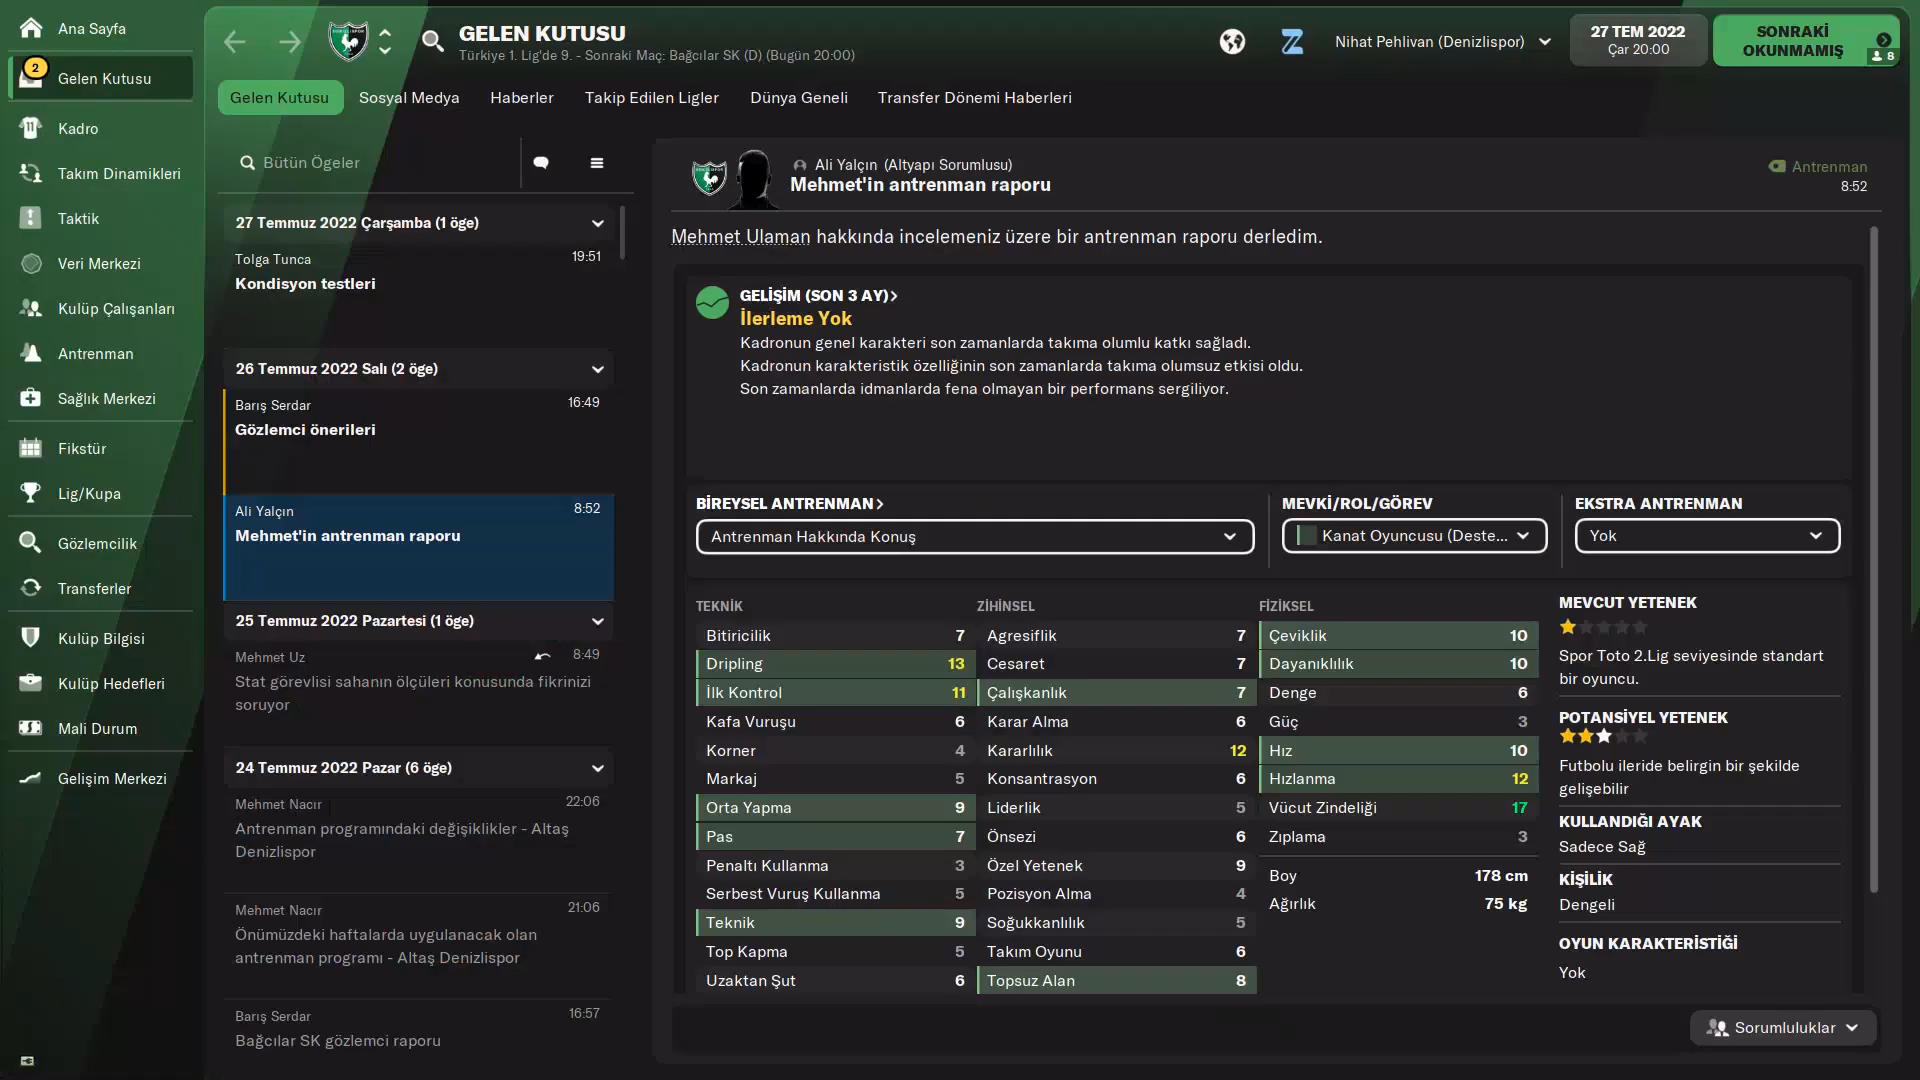 Ana Sayfa
2
Gelen Kutusu
Kadro
Takım Dinamikleri
Taktik
Veri Merkezi
Kulüp Çalışanları
Antrenman
Sağlık Merkezi
Fikstür
Lig/Kupa
Gözlemcilik
Transferler
Kulüp Bilgisi
Kulüp Hedefleri
Mali Durum
Gelişim Merkezi
GELEN KUTUSU
Türkiye 1. Lig'de 9. - Sonraki Maç: Bağcılar SK (D) (Bugün 20:00)
Nihat Pehlivan (Denizlispor)
27 TEM 2022
Çar 20:00
SONRAKİ
OKUNMAMIŞ
8
Gelen Kutusu Sosyal Medya Haberler Takip Edilen Ligler Dünya Geneli Transfer Dönemi Haberleri
Bütün Ögeler
27 Temmuz 2022 Çarşamba (1 öge)
Tolga Tunca 19:51
Kondisyon testleri
26 Temmuz 2022 Salı (2 öge)
Barış Serdar 16:49
Gözlemci önerileri
Ali Yalçın 8:52
Mehmet'in antrenman raporu
25 Temmuz 2022 Pazartesi (1 öge)
Mehmet Uz 8:49
Stat görevlisi sahanın ölçüleri konusunda fikrinizi
soruyor
24 Temmuz 2022 Pazar (6 öge)
Mehmet Nacır 22:06
Antrenman programındaki değişiklikler - Altaş
Denizlispor
Mehmet Nacır 21:06
Önümüzdeki haftalarda uygulanacak olan
antrenman programı - Altaş Denizlispor
Barış Serdar 16:57
Bağcılar SK gözlemci raporu
Ali Yalçın (Altyapı Sorumlusu)
Mehmet'in antrenman raporu
Antrenman
8:52
Mehmet Ulaman hakkında incelemeniz üzere bir antrenman raporu derledim.
GELİŞİM (SON 3 AY)
İlerleme Yok
Kadronun genel karakteri son zamanlarda takıma olumlu katkı sağladı.
Kadronun karakteristik özelliğinin son zamanlarda takıma olumsuz etkisi oldu.
Son zamanlarda idmanlarda fena olmayan bir performans sergiliyor.
BİREYSEL ANTRENMAN
Antrenman Hakkında Konuş
MEVKİ/ROL/GÖREV
Kanat Oyuncusu (Deste...
EKSTRA ANTRENMAN
Yok
TEKNİK
Bitiricilik 7
Dripling 13
İlk Kontrol 11
Kafa Vuruşu 6
Korner 4
Markaj 5
Orta Yapma 9
Pas 7
Penaltı Kullanma 3
Serbest Vuruş Kullanma 5
Teknik 9
Top Kapma 5
Uzaktan Şut 6
ZİHİNSEL
Agresiflik 7
Cesaret 7
Çalışkanlık 7
Karar Alma 6
Kararlılık 12
Konsantrasyon 6
Liderlik 5
Önsezi 6
Özel Yetenek 9
Pozisyon Alma 4
Soğukkanlılık 5
Takım Oyunu 6
Topsuz Alan 8
FİZİKSEL
Çeviklik 10
Dayanıklılık 10
Denge 6
Güç 3
Hız 10
Hızlanma 12
Vücut Zindeliği 17
Zıplama 3
Boy 178 cm
Ağırlık 75 kg
MEVCUT YETENEK
Spor Toto 2.Lig seviyesinde standart
bir oyuncu.
POTANSİYEL YETENEK
Futbolu ileride belirgin bir şekilde
gelişebilir
KULLANDIĞI AYAK
Sadece Sağ
KİŞİLİK
Dengeli
OYUN KARAKTERİSTİĞİ
Yok
Sorumluluklar